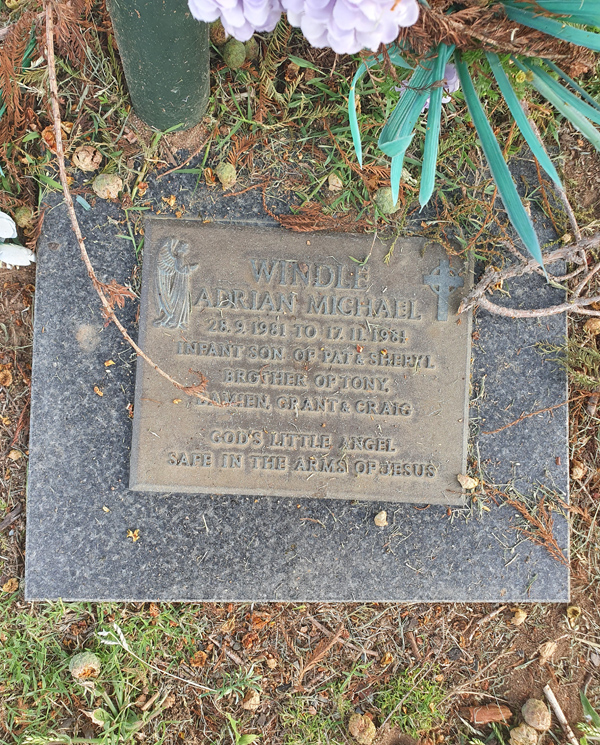 WINDLE
ADRIAN MICHAEL
28.9.1981 TO 17.11.1981
INFANT SON OF PAT & SHERYL
BROTHER OF TONY,
DAMIEN, GRANT & CRAIG
GOD'S LITTLE ANGEL
SAFE IN THE ARMS OF JESUS